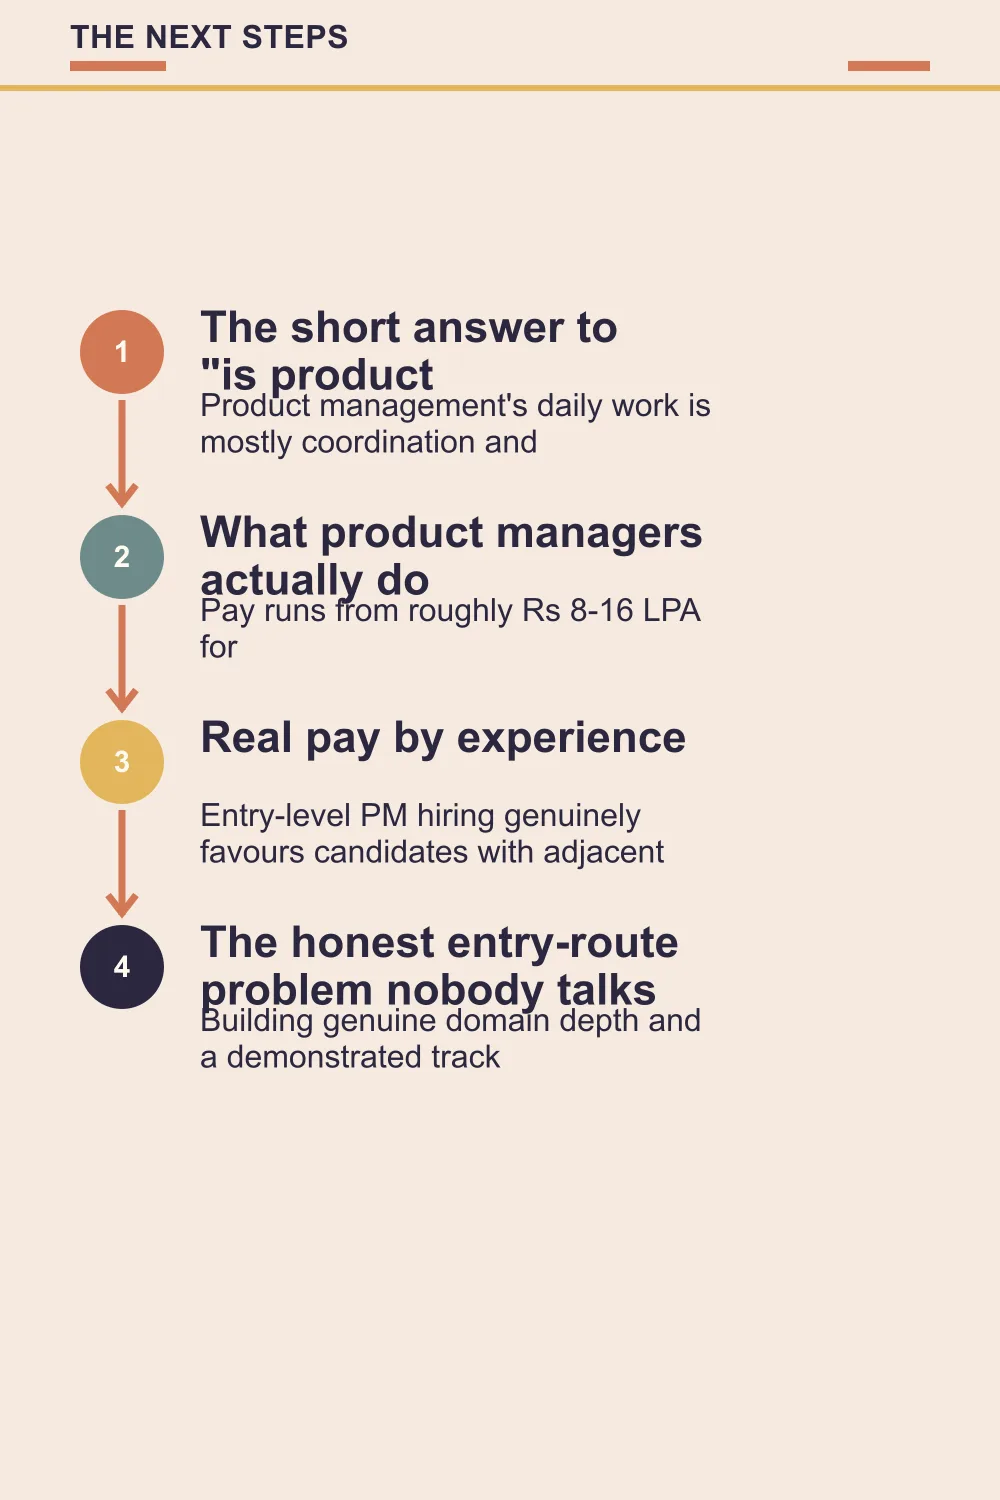 THE NEXT STEPS
1
The short answer to
"is product
Product management's daily work is
mostly coordination and
2
What product managers
actually do
Pay runs from roughly Rs 8-16 LPA
for
3
Real pay by experience
Entry-level PM hiring genuinely
favours candidates with adjacent
4
The honest entry-route
problem nobody talks
Building genuine domain depth and
a demonstrated track